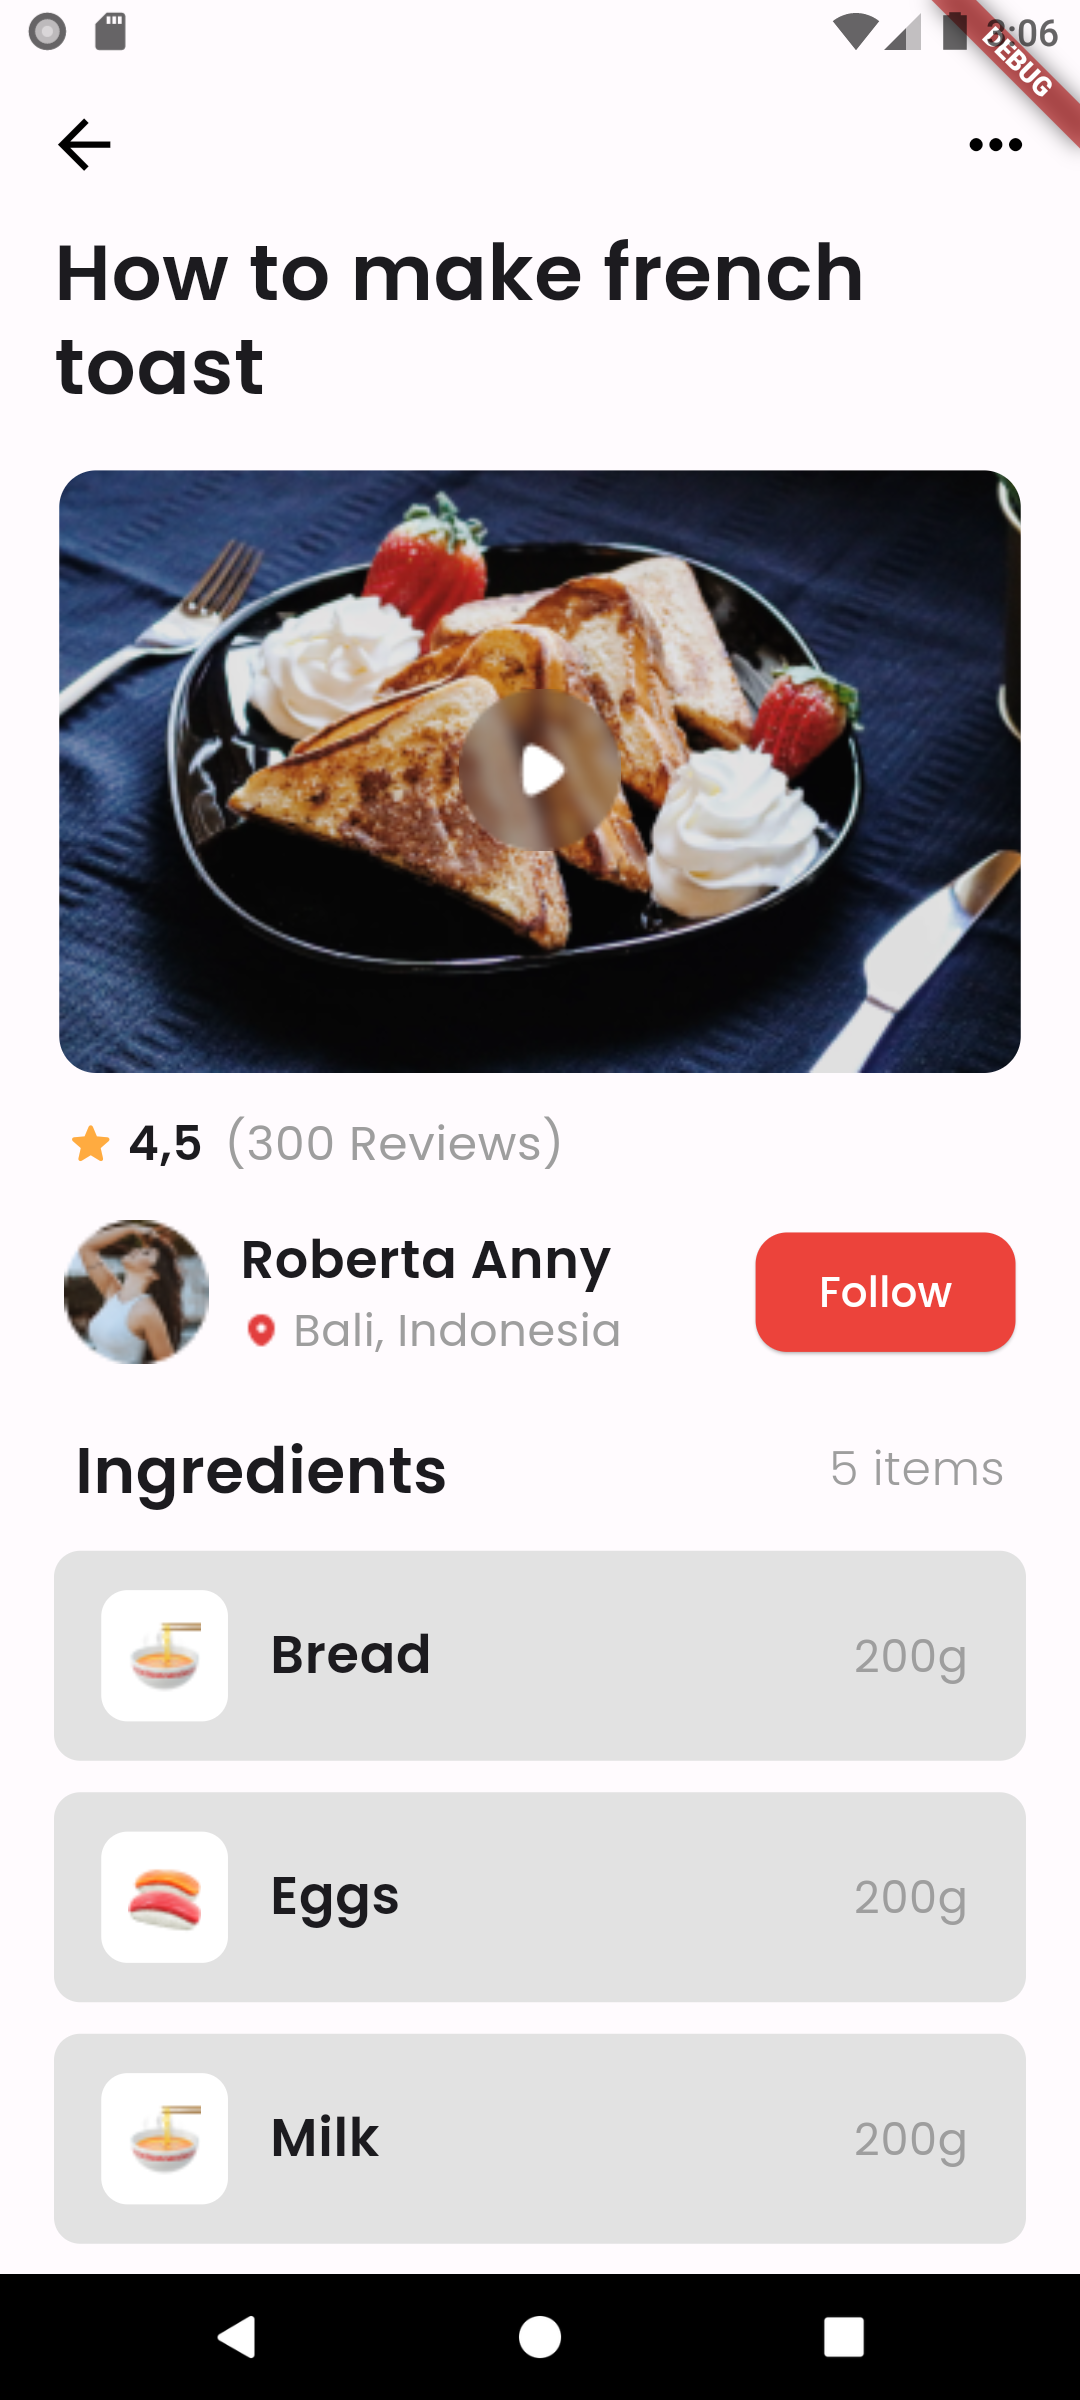 3:06
DEBUG
How to make french
toast
4,5 (300 Reviews)
Roberta Anny
Bali, Indonesia
Follow
Ingredients
5 items
Bread
200g
Eggs
200g
Milk
200g